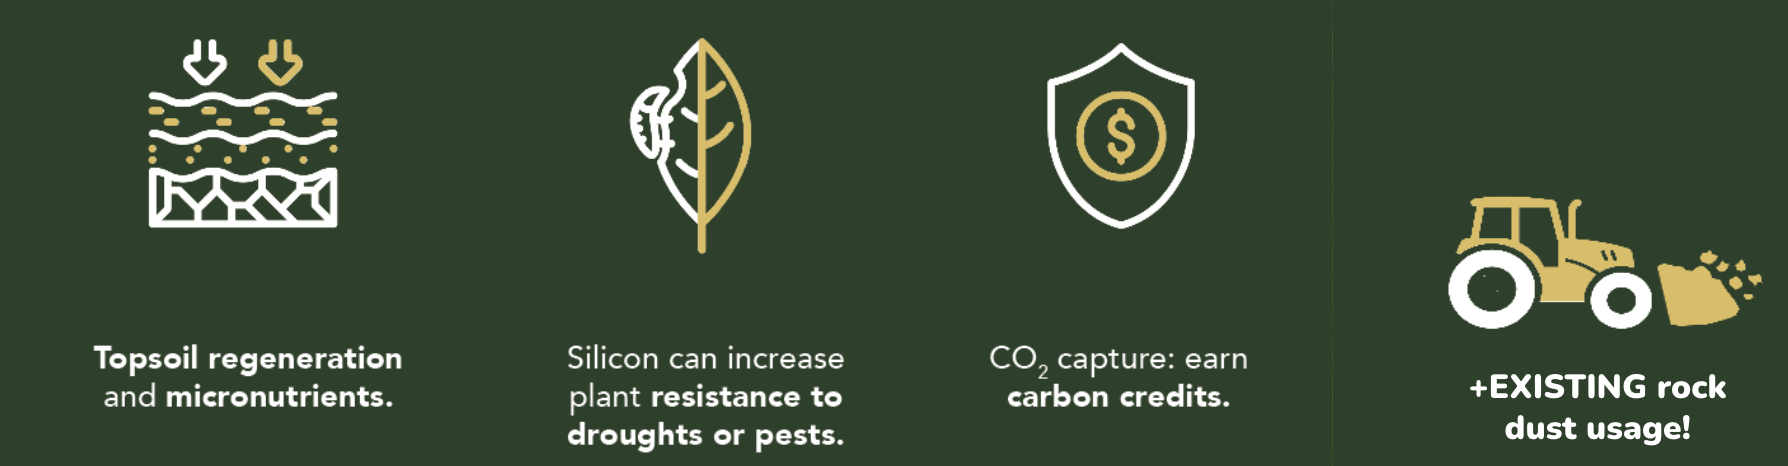 Topsoil regeneration
and micronutrients.
Silicon can increase
plant resistance to
droughts or pests.
$
CO₂ capture: earn
carbon credits.
+EXISTING rock
dust usage!